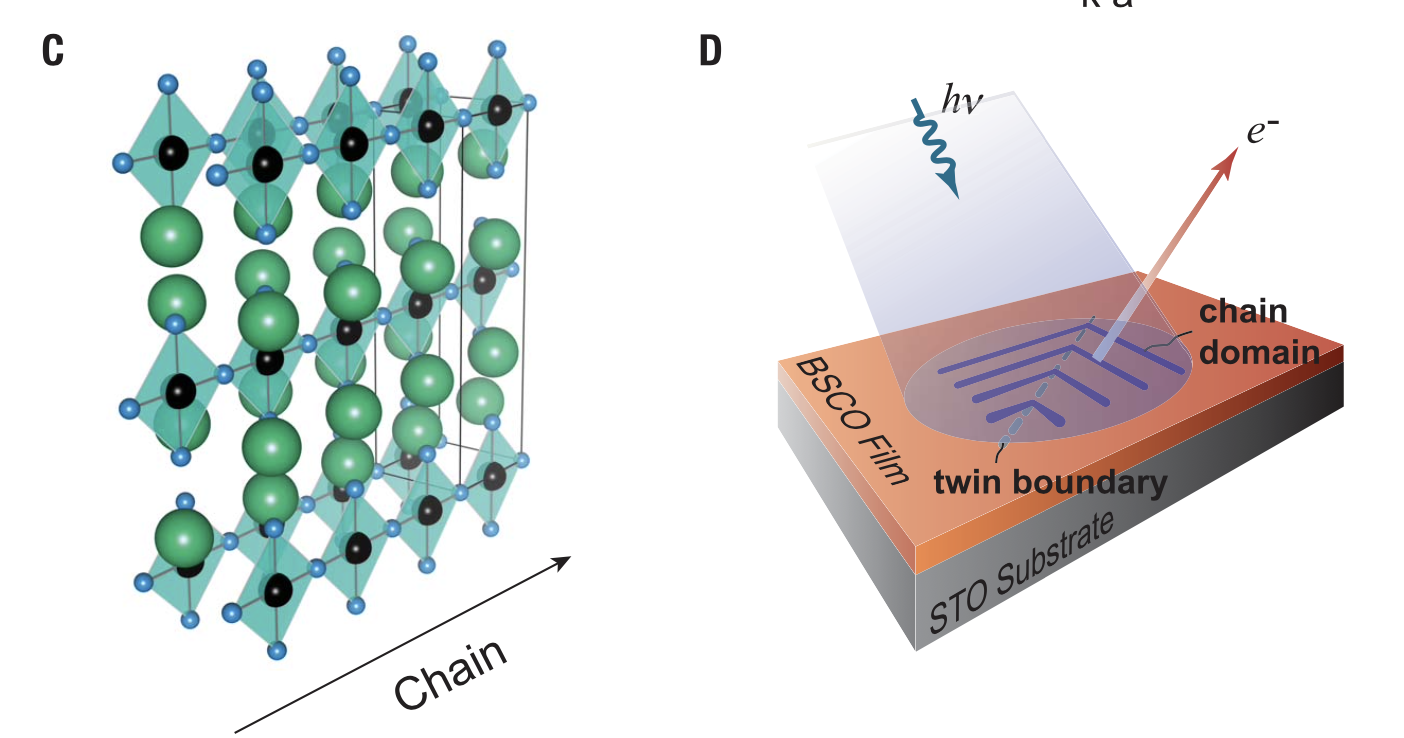 k a
C
D
hν
e-
chain
domain
BSCO Film
twin boundary
STO Substrate
Chain